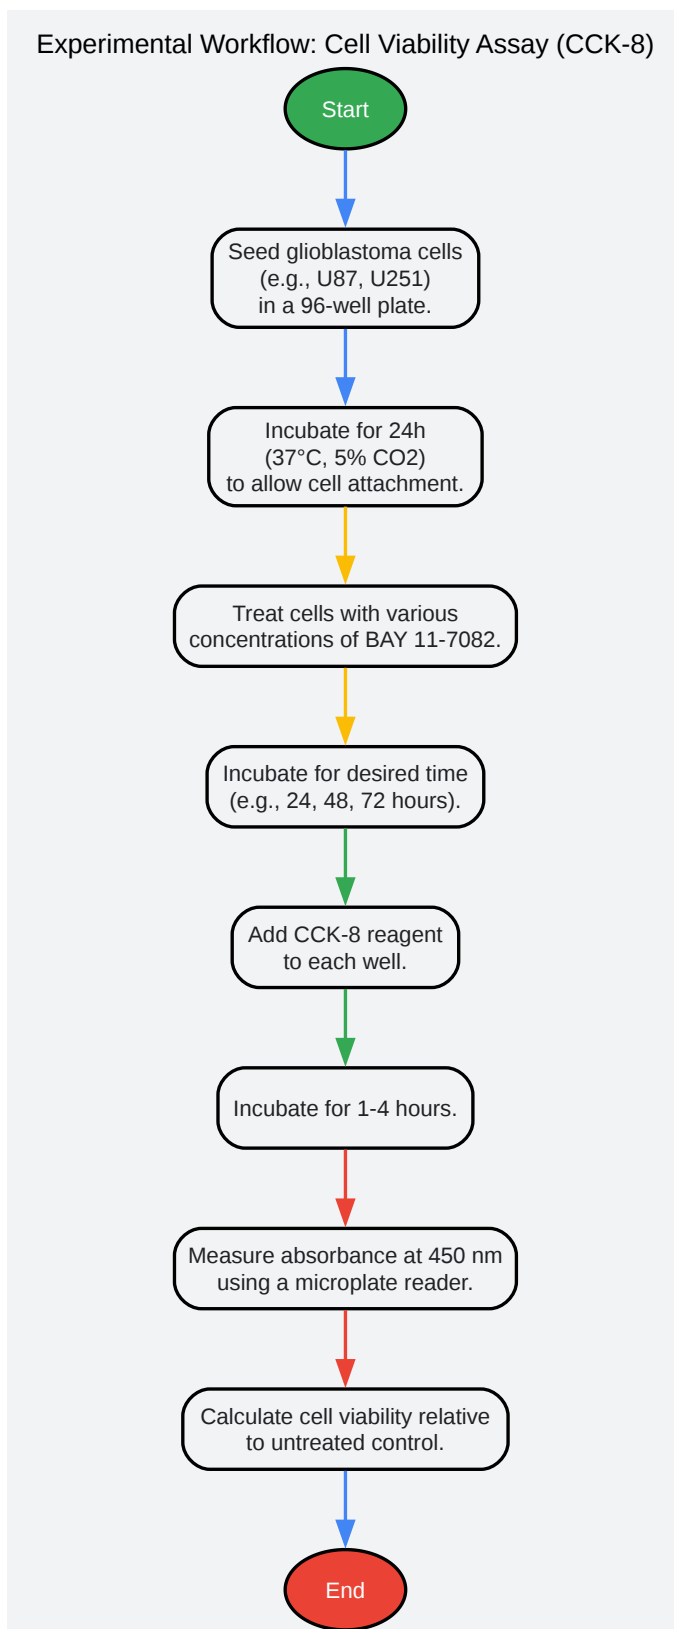 Experimental Workflow: Cell Viability Assay (CCK-8)
Start
Seed glioblastoma cells
(e.g., U87, U251)
in a 96-well plate.
Incubate for 24h
(37°C, 5% CO2)
to allow cell attachment.
Treat cells with various
concentrations of BAY 11-7082.
Incubate for desired time
(e.g., 24, 48, 72 hours).
Add CCK-8 reagent
to each well.
Incubate for 1-4 hours.
Measure absorbance at 450 nm
using a microplate reader.
Calculate cell viability relative
to untreated control.
End